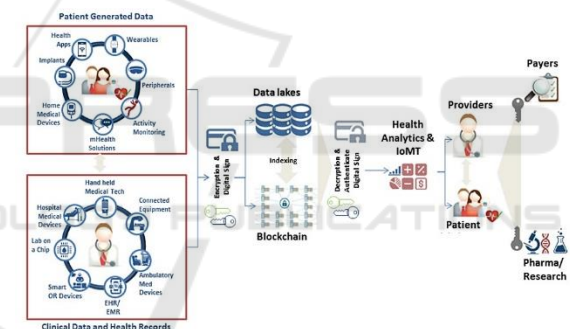 Patient Generated Data
Health
Apps
Wearables
Implants
Peripherals
Home
Medical
Devices
Activity
Monitoring
mHealth
Solutions
Hand held
Medical Tech
Hospital
Medical
Devices
Connected
Equipment
Lab on
a Chip
Smart
OR Devices
EHR/
EMR
Ambulatory
Med
Devices
Clinical Data and Health Records
Encryption &
Digital Sign
Data lakes
Indexing
Blockchain
Decryption &
Authenticate
Digital Sign
Health
Analytics &
IoMT
Providers
Patient
Payers
Pharma/
Research